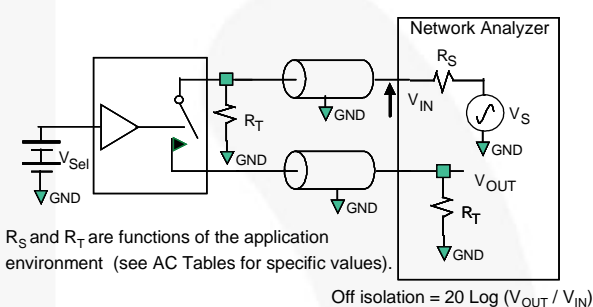 Network Analyzer
R_S
V_IN
GND
V_S
GND
R_T
GND
V_Sel
GND
GND
V_OUT
R_T
GND
R_S and R_T are functions of the application
environment (see AC Tables for specific values).
Off isolation = 20 Log (V_OUT / V_IN)